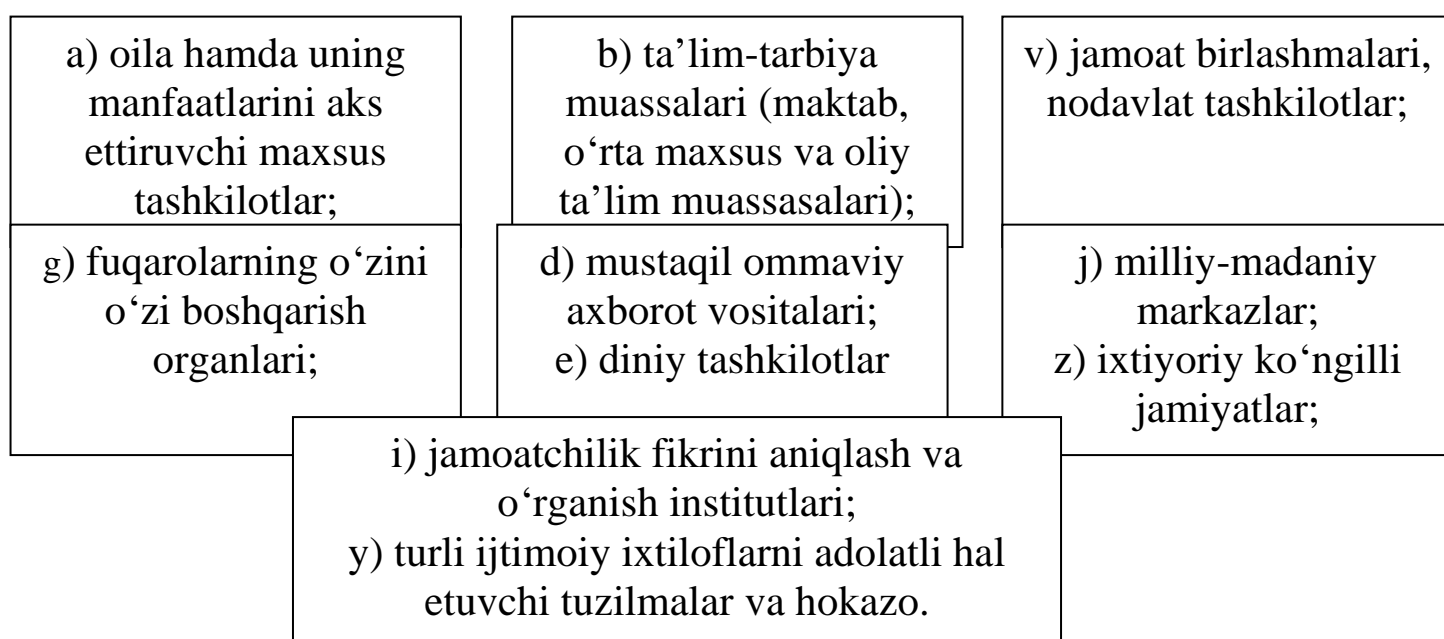 a) oila hamda uning
manfaatlarini aks
ettiruvchi maxsus
tashkilotlar;
b) ta’lim-tarbiya
muassalari (maktab,
o‘rta maxsus va oliy
ta’lim muassasalari);
v) jamoat birlashmalari,
nodavlat tashkilotlar;
g) fuqarolarning o‘zini
o‘zi boshqarish
organlari;
d) mustaqil ommaviy
axborot vositalari;
e) diniy tashkilotlar
j) milliy-madaniy
markazlar;
z) ixtiyoriy ko‘ngilli
jamiyatlar;
i) jamoatchilik fikrini aniqlash va
o‘rganish institutlari;
y) turli ijtimoiy ixtiloflarni adolatli hal
etuvchi tuzilmalar va hokazo.